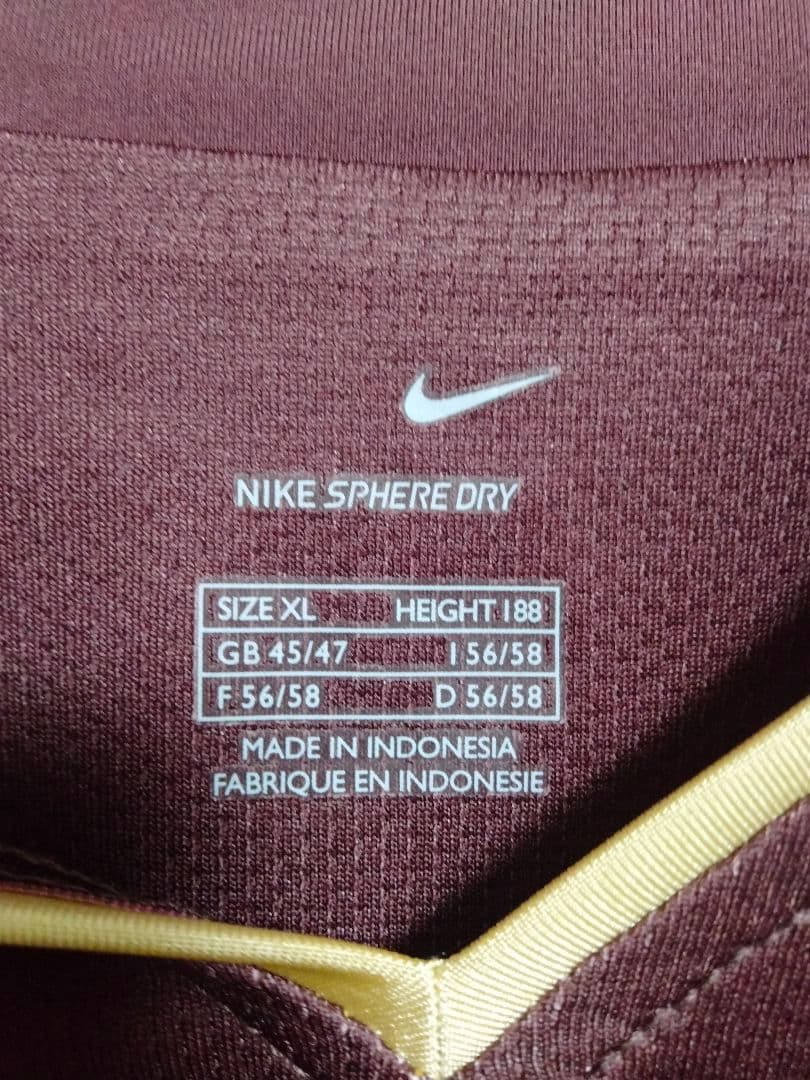 NIKE SPHERE DRY
SIZE XL HEIGHT 188
GB 45/47 I 56/58
F 56/58 D 56/58
MADE IN INDONESIA
FABRIQUE EN INDONESIE